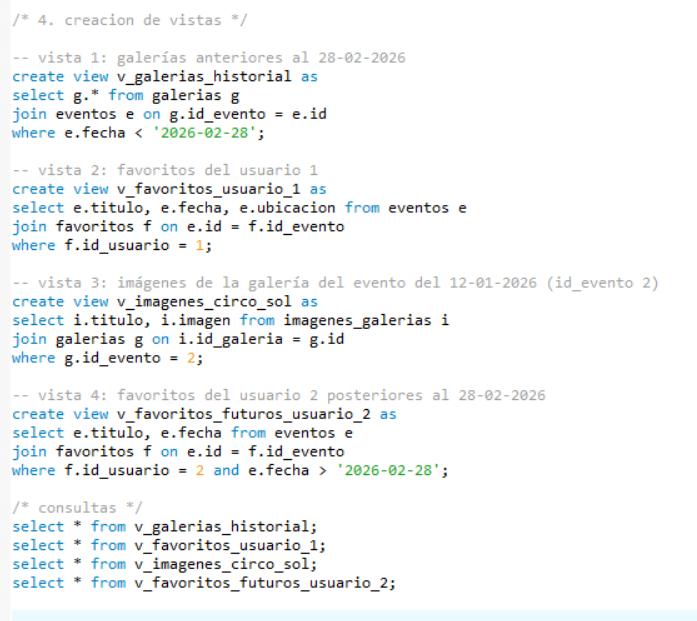 /* 4. creacion de vistas */
-- vista 1: galerías anteriores al 28-02-2026
create view v_galerias_historial as
select g.* from galerias g
join eventos e on g.id_evento = e.id
where e.fecha < '2026-02-28';
-- vista 2: favoritos del usuario 1
create view v_favoritos_usuario_1 as
select e.titulo, e.fecha, e.ubicacion from eventos e
join favoritos f on e.id = f.id_evento
where f.id_usuario = 1;
-- vista 3: imágenes de la galería del evento del 12-01-2026 (id_evento 2)
create view v_imagenes_circo_sol as
select i.titulo, i.imagen from imagenes_galerias i
join galerias g on i.id_galeria = g.id
where g.id_evento = 2;
-- vista 4: favoritos del usuario 2 posteriores al 28-02-2026
create view v_favoritos_futuros_usuario_2 as
select e.titulo, e.fecha from eventos e
join favoritos f on e.id = f.id_evento
where f.id_usuario = 2 and e.fecha > '2026-02-28';
/* consultas */
select * from v_galerias_historial;
select * from v_favoritos_usuario_1;
select * from v_imagenes_circo_sol;
select * from v_favoritos_futuros_usuario_2;